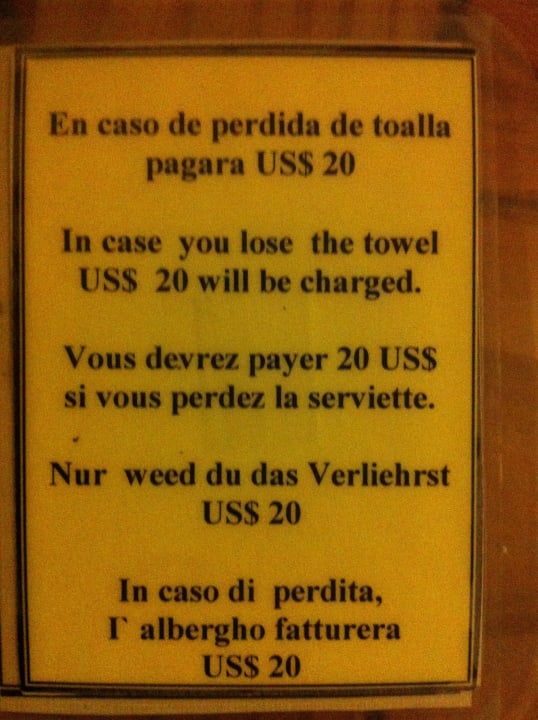 En caso de perdida de toalla
pagara US$ 20
In case you lose the towel
US$ 20 will be charged.
Vous devrez payer 20 US$
si vous perdez la serviette.
Nur weed du das Verliehrst
US$ 20
In caso di perdita,
I` albergho fatturera
US$ 20